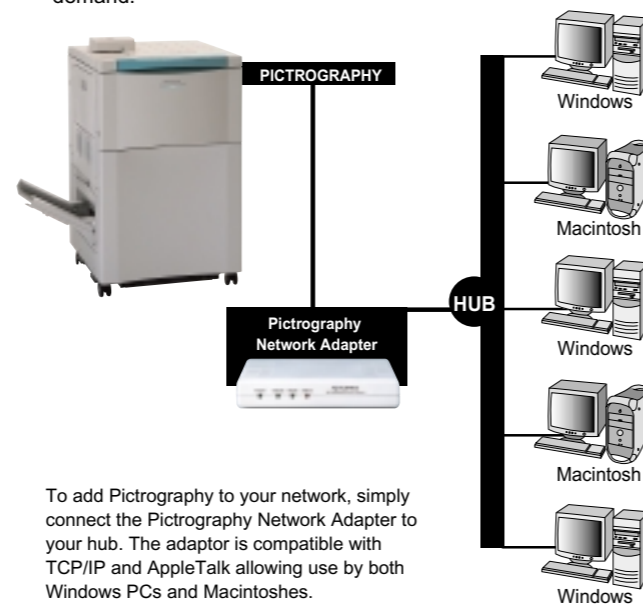 demand.
PICTROGRAPHY
Windows
Macintosh
HUB
Pictrography
Network Adapter
Windows
Macintosh
To add Pictrography to your network, simply
connect the Pictrography Network Adapter to
your hub. The adaptor is compatible with
TCP/IP and AppleTalk allowing use by both
Windows PCs and Macintoshes.
Windows